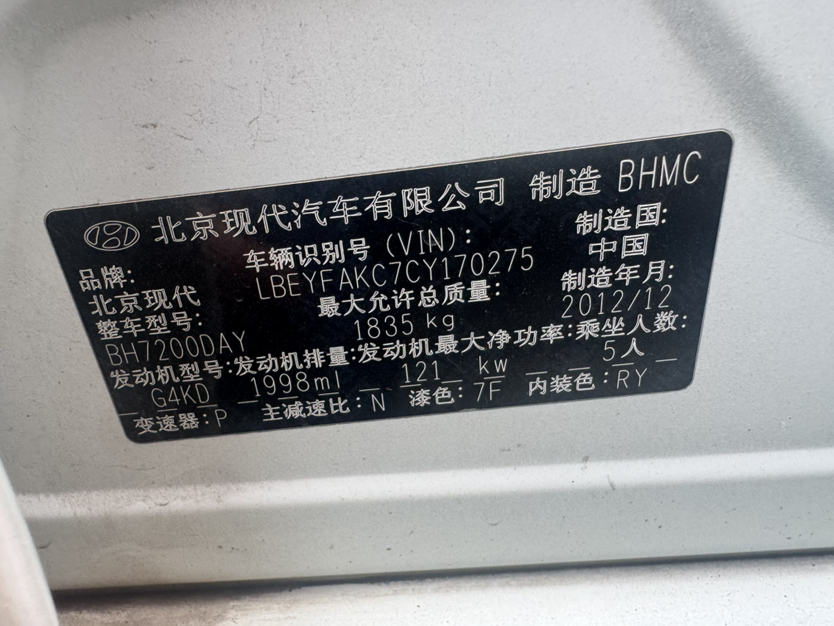 北京现代汽车有限公司 制造 BHMC
品牌: 车辆识别号 (VIN): 制造国:
北京现代 LBEYFAKC7CY170275 中国
整车型号: 最大允许总质量: 制造年月:
BH7200DAY 1835 kg 2012/12
发动机型号: 发动机排量: 发动机最大净功率: 乘坐人数:
G4KD 1998ml 121 kw 5人
变速器: P 主减速比: N 漆色: 7F 内装色: RY